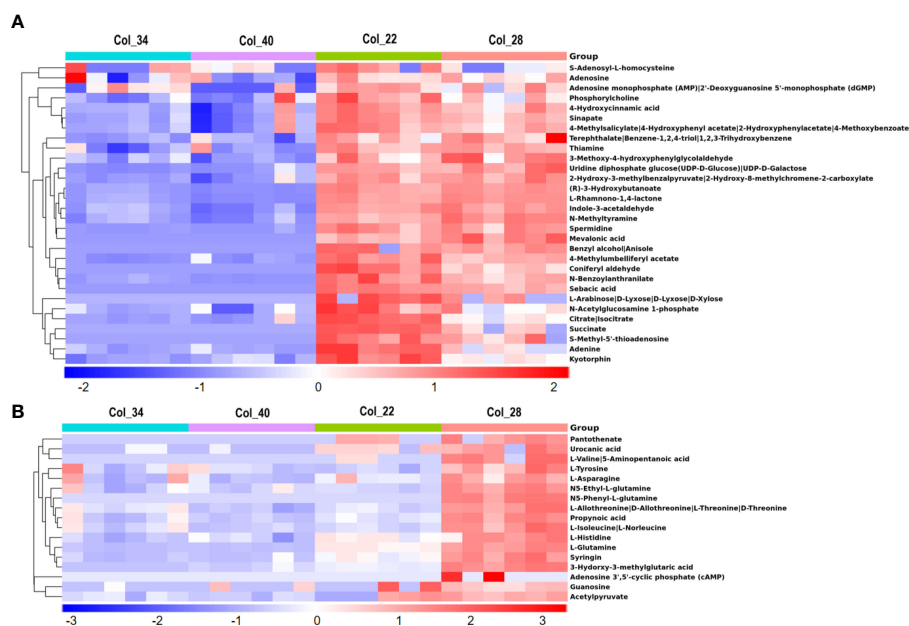 A
Col_34 Col_40 Col_22 Col_28
Group
S-Adenosyl-L-homocysteine
Adenosine
Adenosine monophosphate (AMP)|2'-Deoxyguanosine 5'-monophosphate (dGMP)
Phosphorylcholine
4-Hydroxycinnamic acid
Sinapate
4-Methylsalicylate|4-Hydroxyphenyl acetate|2-Hydroxyphenylacetate|4-Methoxybenzoate
Terephthalate|Benzene-1,2,4-triol|1,2,3-Trihydroxybenzene
Thiamine
3-Methoxy-4-hydroxyphenylglycolaldehyde
Uridine diphosphate glucose(UDP-D-Glucose)|UDP-D-Galactose
2-Hydroxy-3-methylbenzalpyruvate|2-Hydroxy-8-methylchromene-2-carboxylate
(R)-3-Hydroxybutanoate
L-Rhamnono-1,4-lactone
Indole-3-acetaldehyde
N-Methyltyramine
Spermidine
Mevalonic acid
Benzyl alcohol|Anisole
4-Methylumbelliferyl acetate
Coniferyl aldehyde
N-Benzoylanthranilate
Sebacic acid
L-Arabinose|D-Lyxose|D-Lyxose|D-Xylose
N-Acetylglucosamine 1-phosphate
Citrate|Isocitrate
Succinate
S-Methyl-5'-thioadenosine
Adenine
Kyotorphin
-2 -1 0 1 2
B
Col_34 Col_40 Col_22 Col_28
Group
Pantothenate
Urocanic acid
L-Valine|5-Aminopentanoic acid
L-Tyrosine
L-Asparagine
N5-Ethyl-L-glutamine
N5-Phenyl-L-glutamine
L-Allothreonine|D-Allothreonine|L-Threonine|D-Threonine
Propynoic acid
L-Isoleucine|L-Norleucine
L-Histidine
L-Glutamine
Syringin
3-Hydorxy-3-methylglutaric acid
Adenosine 3',5'-cyclic phosphate (cAMP)
Guanosine
Acetylpyruvate
-3 -2 -1 0 1 2 3